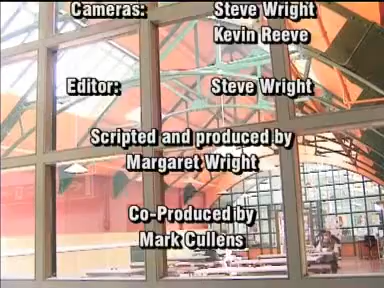 Cameras: Steve Wright
Kevin Reeve
Editor: Steve Wright
Scripted and produced by
Margaret Wright
Co-Produced by
Mark Cullens